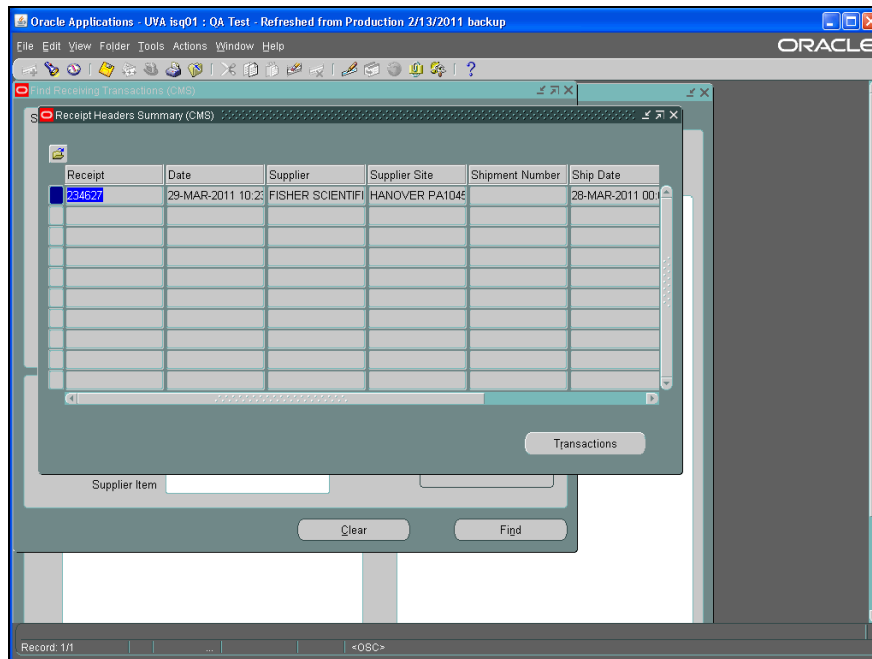 Oracle Applications - UVA isq01 : QA Test - Refreshed from Production 2/13/2011 backup
File Edit View Folder Tools Actions Window Help
ORACLE
Find Receiving Transactions (CMS)
S
Receipt Headers Summary (CMS)
Receipt Date Supplier Supplier Site Shipment Number Ship Date
234627 29-MAR-2011 10:23 FISHER SCIENTIFI HANOVER PA1045 28-MAR-2011 00:
Transactions
Supplier Item
Clear Find
Record: 1/1 ... <OSC>